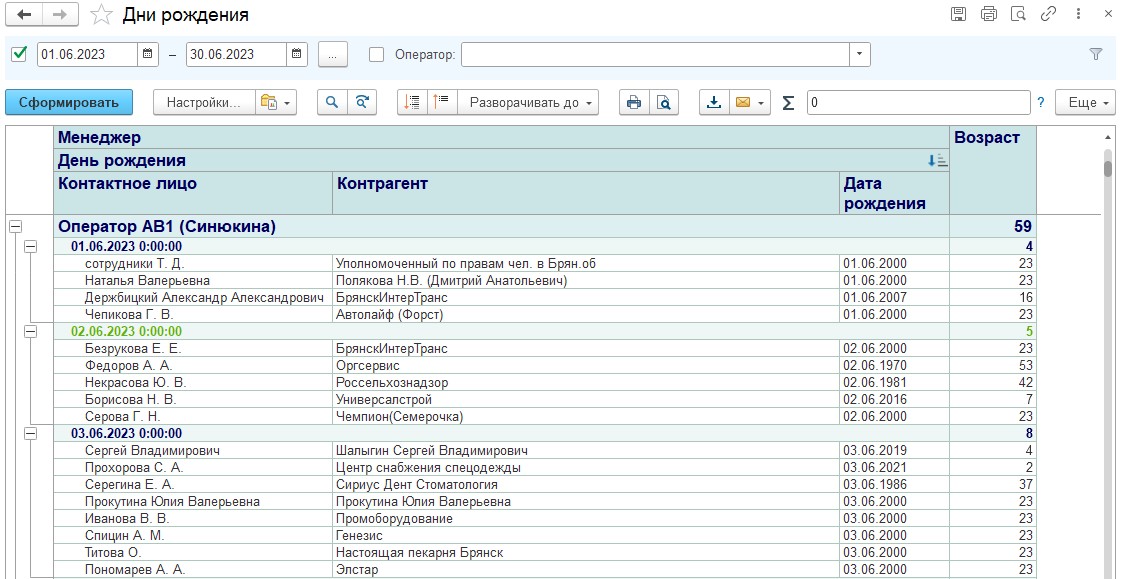 Дни рождения
01.06.2023 – 30.06.2023 ... Оператор:
Сформировать Настройки... Разворачивать до Σ 0 ? Еще
Менеджер Возраст
День рождения
Контактное лицо Контрагент Дата рождения
Оператор АВ1 (Синюкина) 59
01.06.2023 0:00:00 4
сотрудники Т. Д. Уполномоченный по правам чел. в Брян.об 01.06.2000 23
Наталья Валерьевна Полякова Н.В. (Дмитрий Анатольевич) 01.06.2000 23
Держбицкий Александр Александрович БрянскИнтерТранс 01.06.2007 16
Чепикова Г. В. Автолайф (Форст) 01.06.2000 23
02.06.2023 0:00:00 5
Безрукова Е. Е. БрянскИнтерТранс 02.06.2000 23
Федоров А. А. Оргсервис 02.06.1970 53
Некрасова Ю. В. Россельхознадзор 02.06.1981 42
Борисова Н. В. Универсалстрой 02.06.2016 7
Серова Г. Н. Чемпион(Семерочка) 02.06.2000 23
03.06.2023 0:00:00 8
Сергей Владимирович Шалыгин Сергей Владимирович 03.06.2019 4
Прохорова С. А. Центр снабжения спецодежды 03.06.2021 2
Серегина Е. А. Сириус Дент Стоматология 03.06.1986 37
Прокутина Юлия Валерьевна Прокутина Юлия Валерьевна 03.06.2000 23
Иванова В. В. Промоборудование 03.06.2000 23
Спицин А. М. Генезис 03.06.2000 23
Титова О. Настоящая пекарня Брянск 03.06.2000 23
Пономарев А. А. Элстар 03.06.2000 23